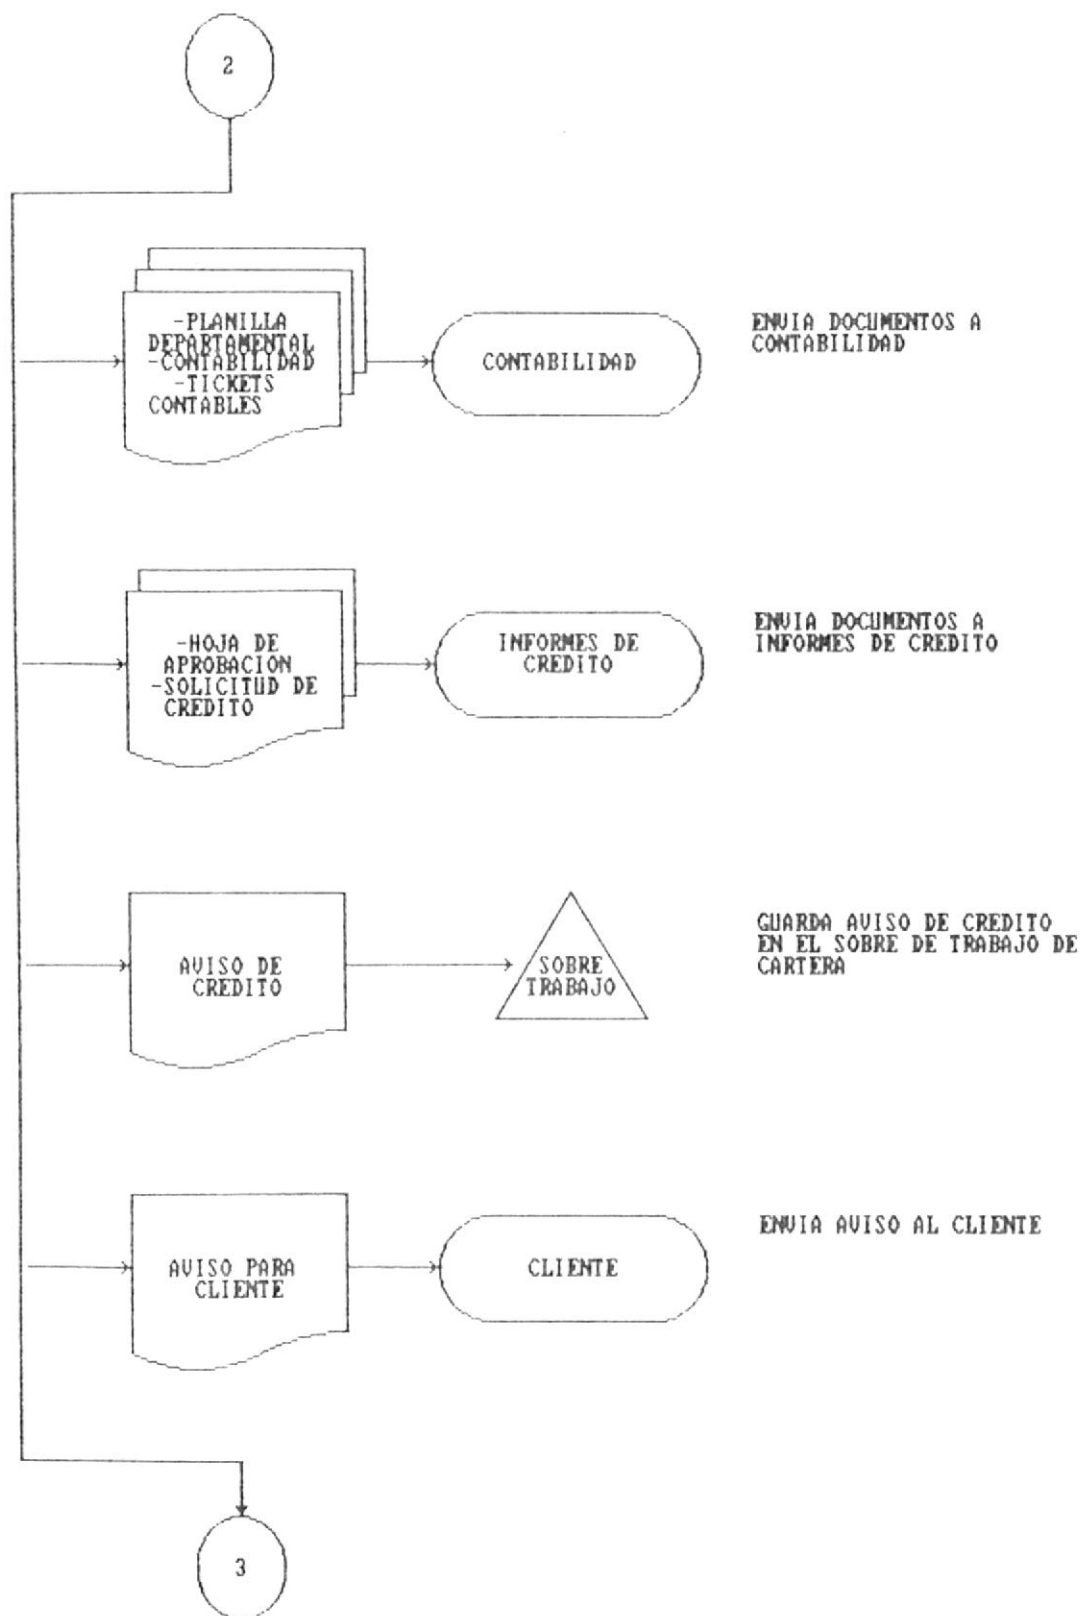 2
-PLANILLA
DEPARTAMENTAL
-CONTABILIDAD
-TICKETS
CONTABLES
CONTABILIDAD
ENVIA DOCUMENTOS A
CONTABILIDAD
-HOJA DE
APROBACION
-SOLICITUD DE
CREDITO
INFORMES DE
CREDITO
ENVIA DOCUMENTOS A
INFORMES DE CREDITO
AVISO DE
CREDITO
SOBRE
TRABAJO
GUARDA AVISO DE CREDITO
EN EL SOBRE DE TRABAJO DE
CARTERA
AVISO PARA
CLIENTE
CLIENTE
ENVIA AVISO AL CLIENTE
3